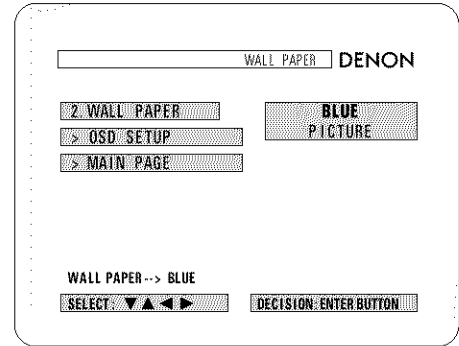 WALL PAPER DENON
2. WALL PAPER
> OSD SETUP
> MAIN PAGE
BLUE
PICTURE
WALL PAPER --> BLUE
SELECT: ▼ ▲ ◄ ► DECISION: ENTER BUTTON